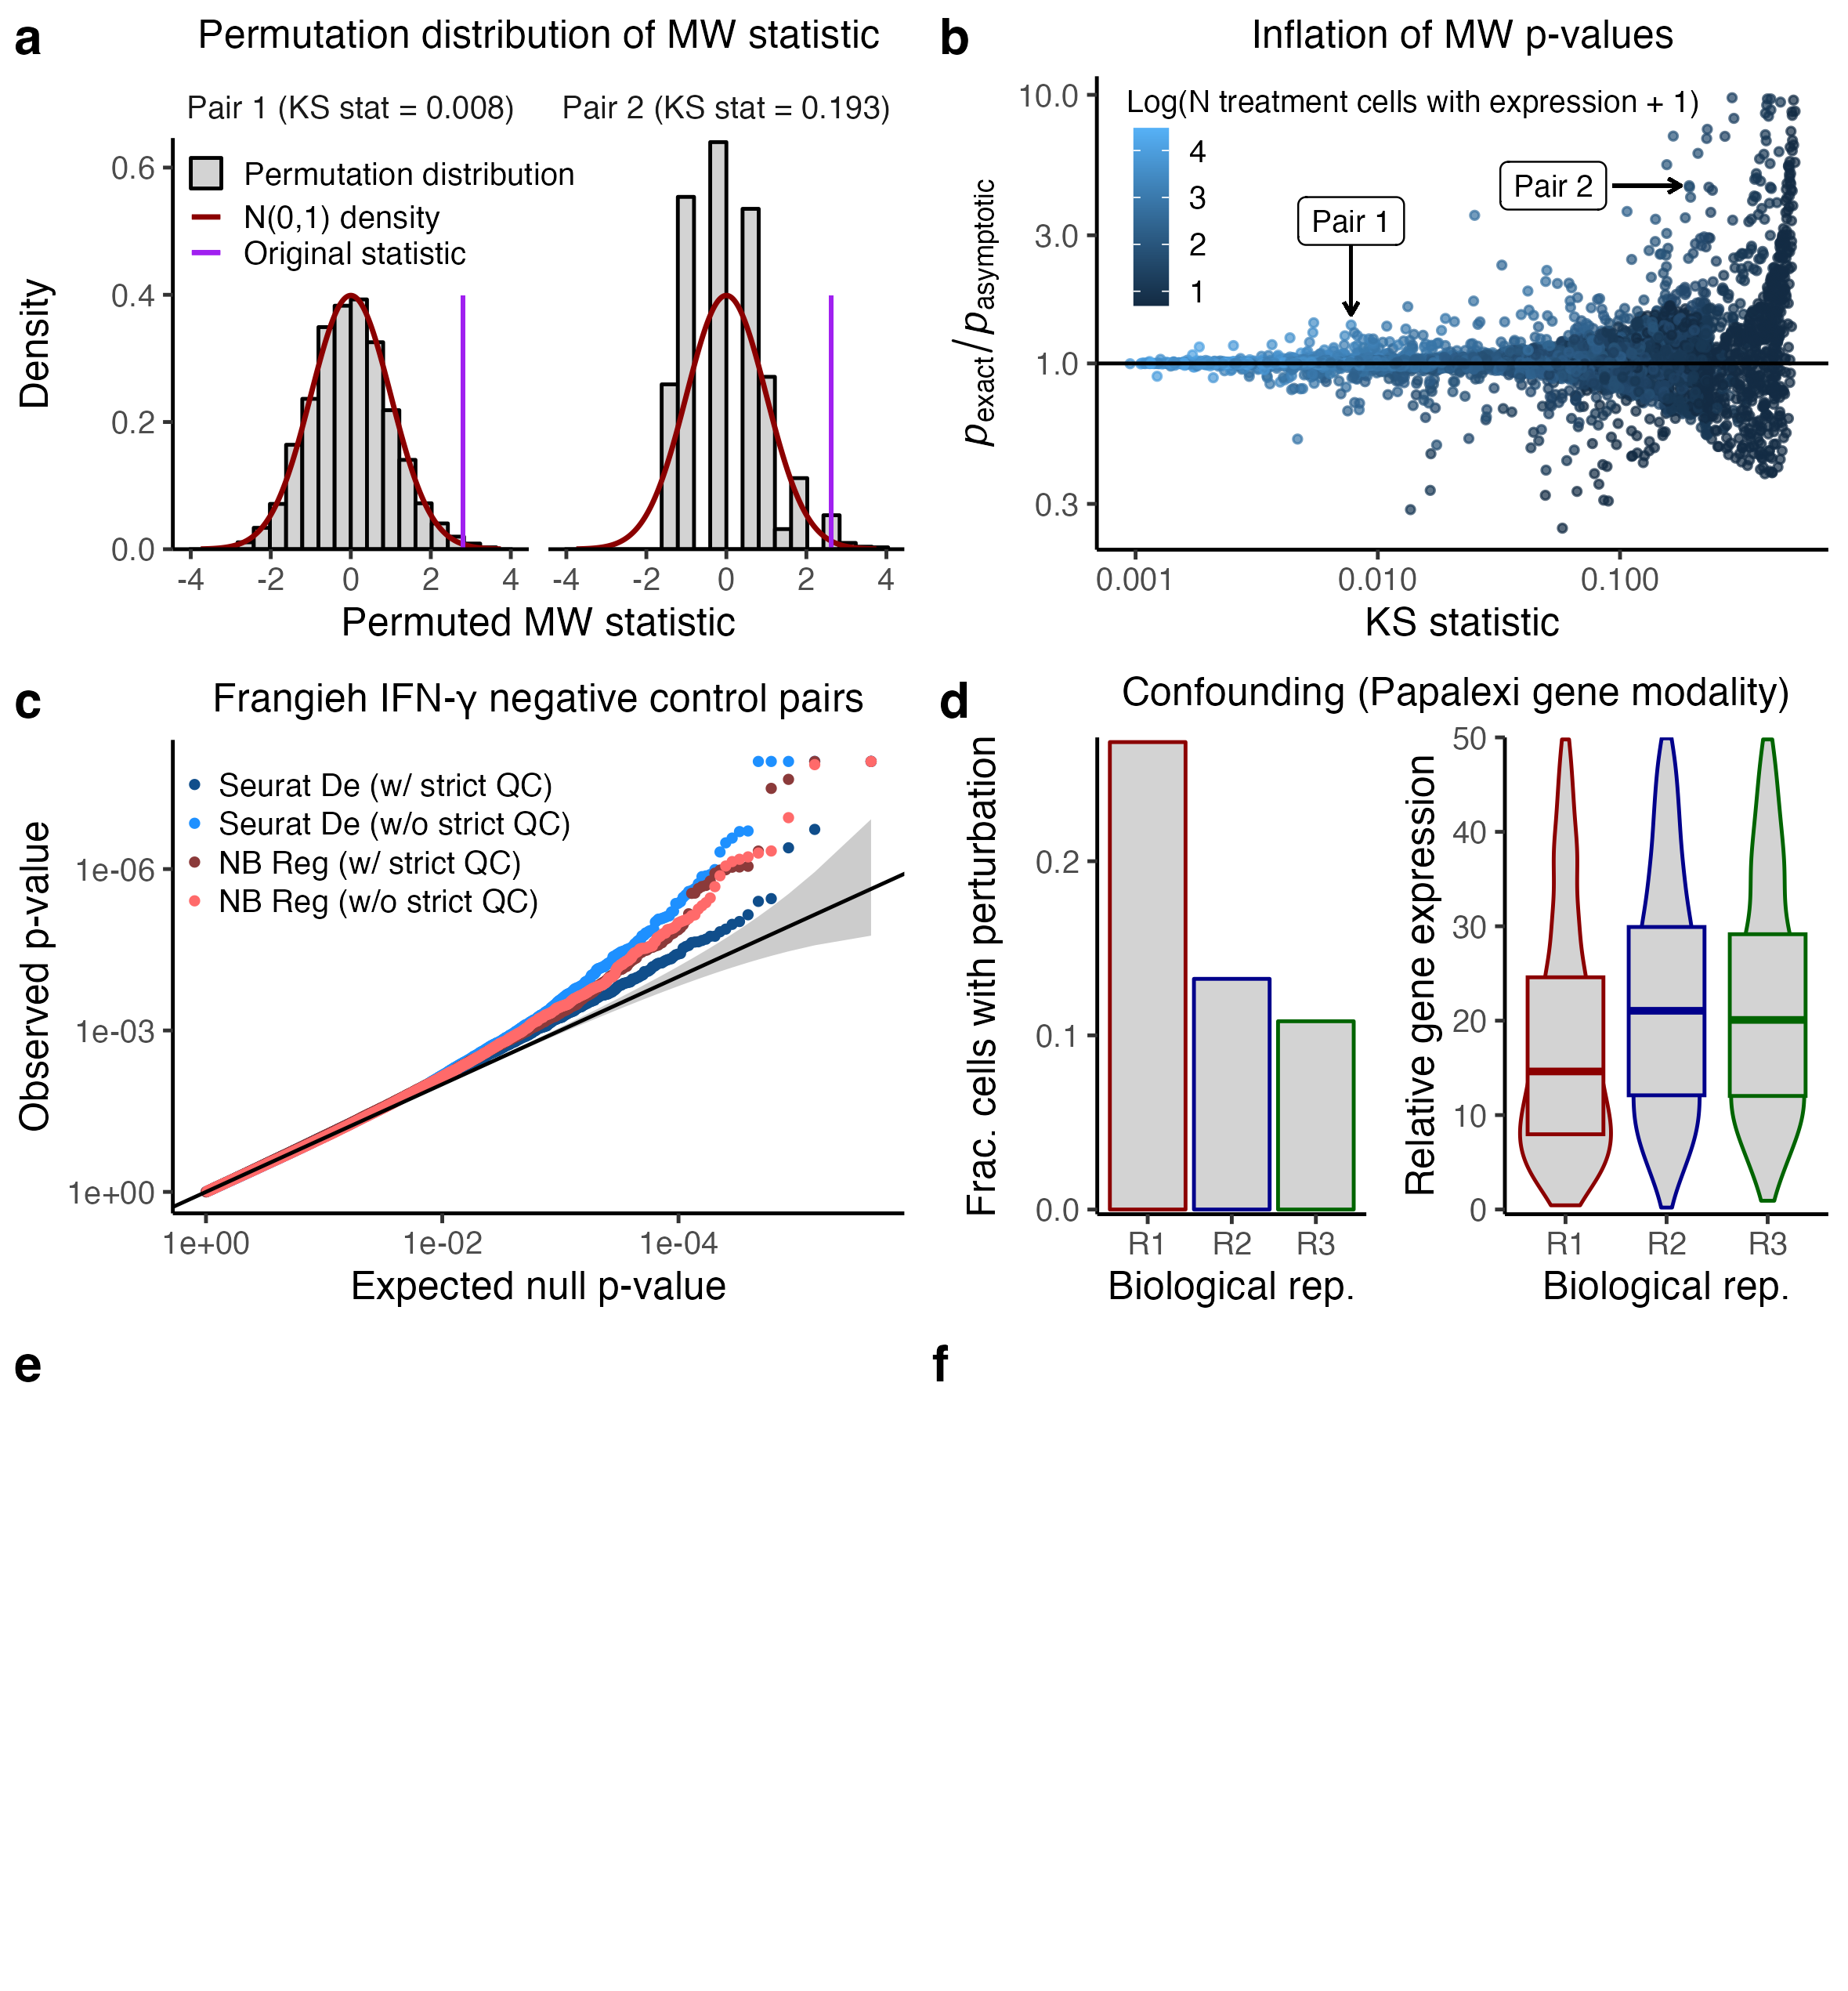 a
Permutation distribution of MW statistic
Pair 1 (KS stat = 0.008)
Pair 2 (KS stat = 0.193)
Permutation distribution
N(0,1) density
Original statistic
Density
0.6
0.4
0.2
0.0
-4 -2 0 2 4
-4 -2 0 2 4
Permuted MW statistic
b
Inflation of MW p-values
Log(N treatment cells with expression + 1)
4
3
2
1
Pair 1
Pair 2
pexact / pasymptotic
10.0
3.0
1.0
0.3
0.001 0.010 0.100
KS statistic
c
Frangieh IFN-γ negative control pairs
Seurat De (w/ strict QC)
Seurat De (w/o strict QC)
NB Reg (w/ strict QC)
NB Reg (w/o strict QC)
Observed p-value
1e-06
1e-03
1e+00
1e+00 1e-02 1e-04
Expected null p-value
d
Confounding (Papalexi gene modality)
Frac. cells with perturbation
0.2
0.1
0.0
R1 R2 R3
Biological rep.
Relative gene expression
50
40
30
20
10
0
R1 R2 R3
Biological rep.
e
f